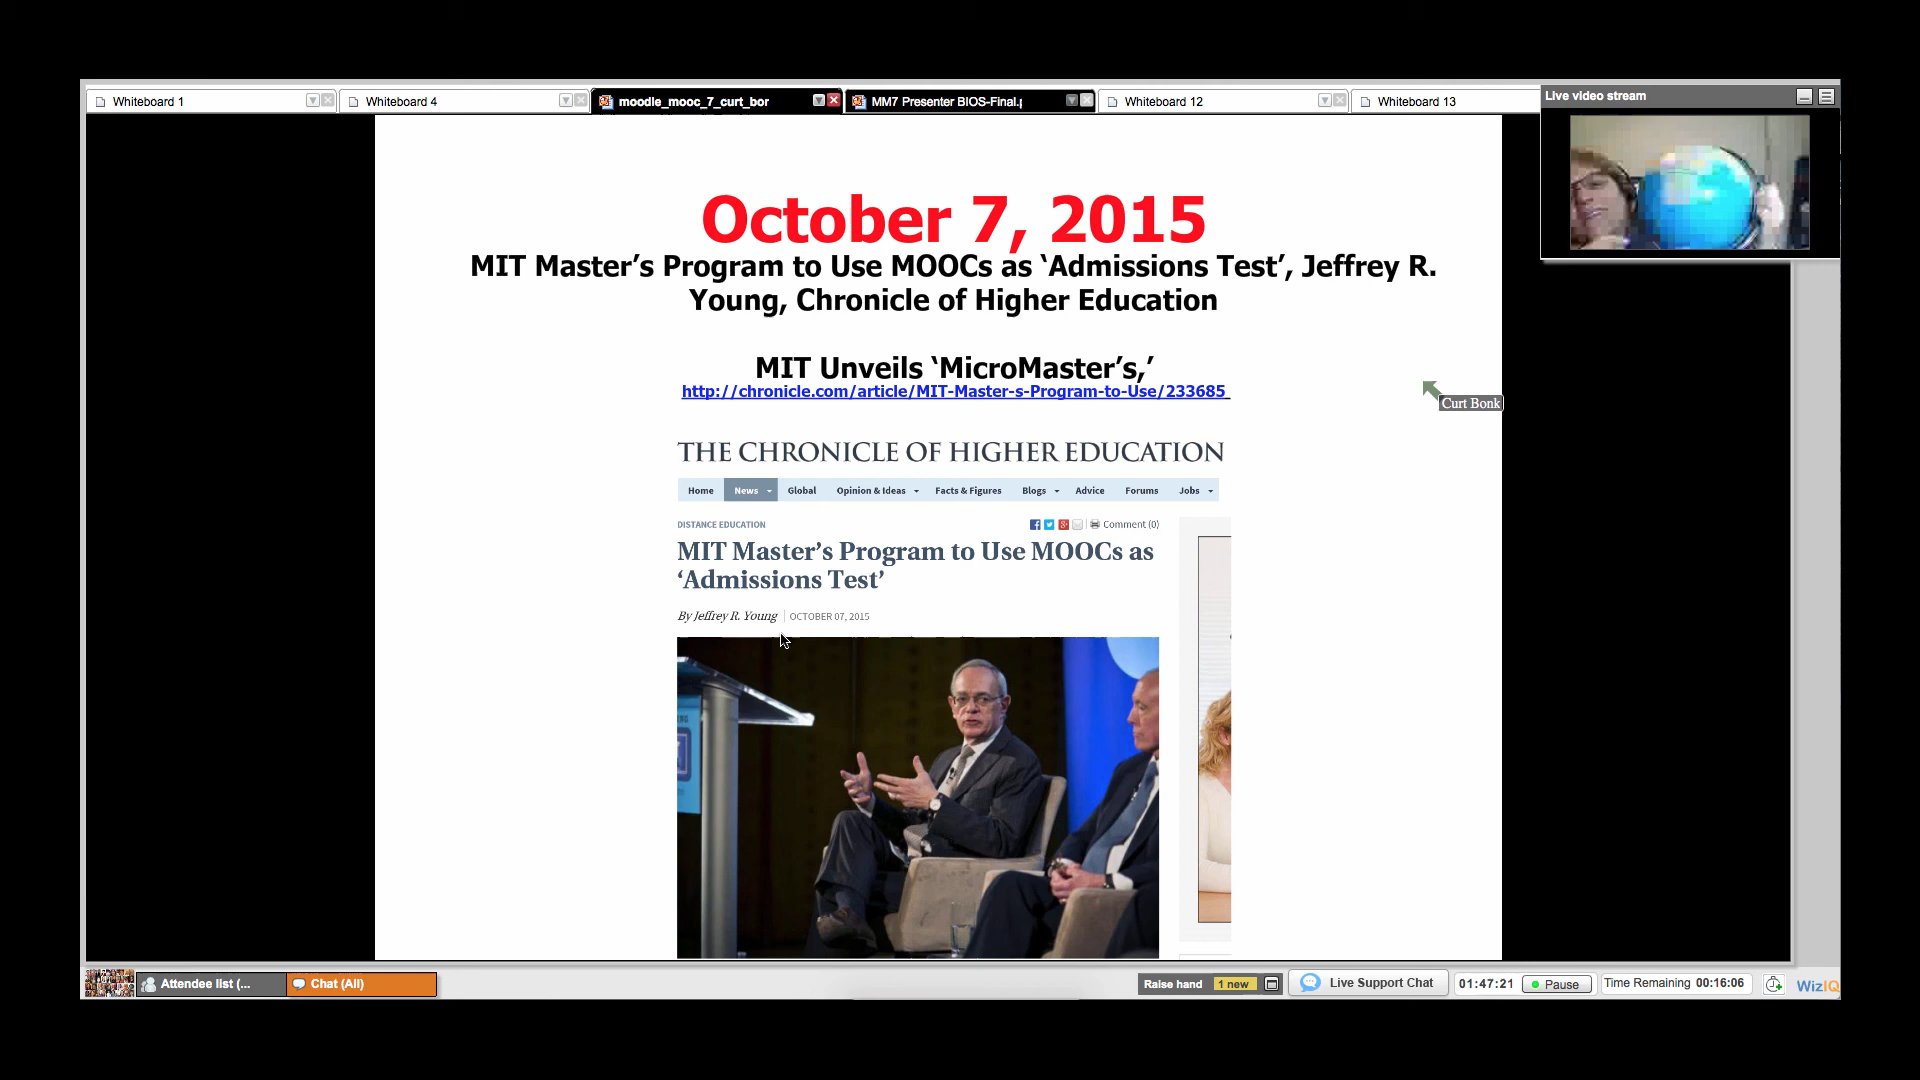 Whiteboard 1
Whiteboard 4
moodle_mooc_7_curt_bor
MM7 Presenter BIOS-Final.p
Whiteboard 12
Whiteboard 13
Live video stream
October 7, 2015
MIT Master’s Program to Use MOOCs as ‘Admissions Test’, Jeffrey R.
Young, Chronicle of Higher Education
MIT Unveils ‘MicroMaster’s,’
http://chronicle.com/article/MIT-Master-s-Program-to-Use/233685
Curt Bonk
THE CHRONICLE OF HIGHER EDUCATION
Home News Global Opinion & Ideas Facts & Figures Blogs Advice Forums Jobs
DISTANCE EDUCATION
Comment (0)
MIT Master’s Program to Use MOOCs as
‘Admissions Test’
By Jeffrey R. Young | OCTOBER 07, 2015
Attendee list (...
Chat (All)
Raise hand 1 new
Live Support Chat
01:47:21 Pause
Time Remaining 00:16:06
WizIQ